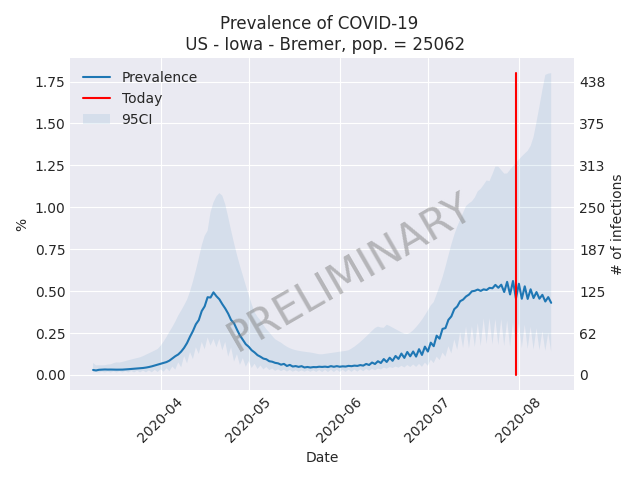 Prevalence of COVID-19
US - Iowa - Bremer, pop. = 25062
Prevalence
Today
95CI
1.75
1.50
1.25
1.00
0.75
0.50
0.25
0.00
%
438
375
313
250
187
125
62
0
# of infections
PRELIMINARY
2020-04
2020-05
2020-06
2020-07
2020-08
Date